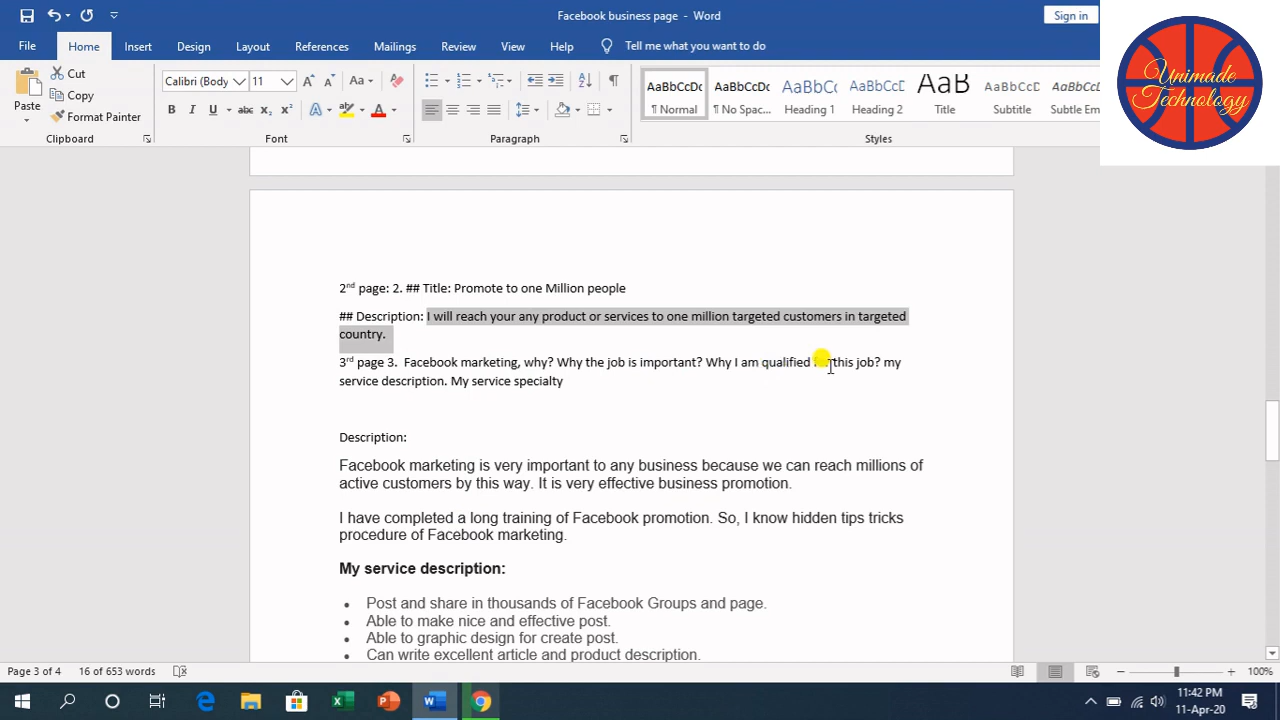 Facebook business page - Word
Sign in
Unimade
Technology
File Home Insert Design Layout References Mailings Review View Help Tell me what you want to do
Paste
Cut
Copy
Format Painter
Calibri (Body 11
AaBbCcDc AaBbCcDc AaBbCc AaBbCcD AaB AaBbCcD AaBbCcD
¶ Normal ¶ No Spac... Heading 1 Heading 2 Title Subtitle Subtle Em
Clipboard Font Paragraph Styles
2nd page: 2. ## Title: Promote to one Million people
## Description: I will reach your any product or services to one million targeted customers in targeted
country.
3rd page 3. Facebook marketing, why? Why the job is important? Why I am qualified for this job? my
service description. My service specialty
Description:
Facebook marketing is very important to any business because we can reach millions of
active customers by this way. It is very effective business promotion.
I have completed a long training of Facebook promotion. So, I know hidden tips tricks
procedure of Facebook marketing.
My service description:
• Post and share in thousands of Facebook Groups and page.
• Able to make nice and effective post.
• Able to graphic design for create post.
• Can write excellent article and product description.
Page 3 of 4 16 of 653 words 100%
11:42 PM
11-Apr-20